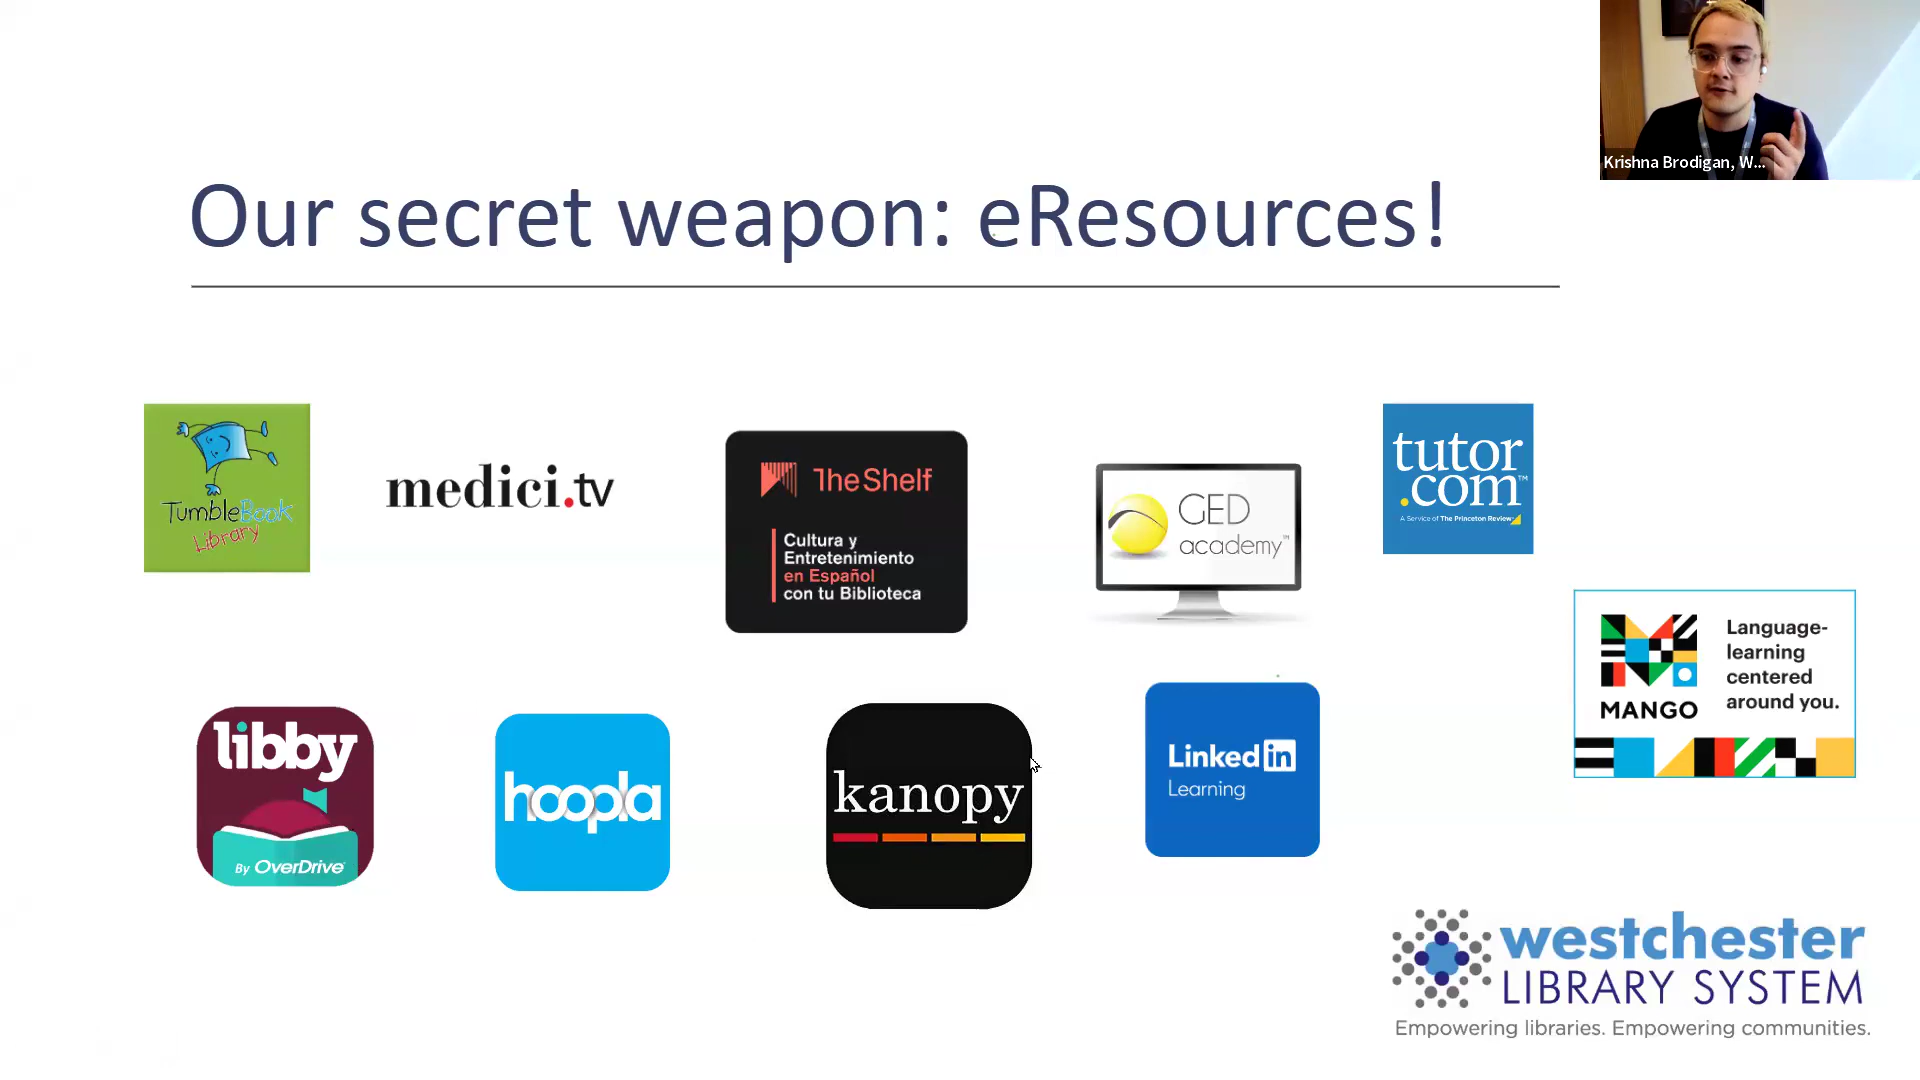 Krishna Brodigan, W...
Our secret weapon: eResources!
TumbleBook
Library
medici.tv
TheShelf
Cultura y
Entretenimiento
en Español
con tu Biblioteca
GED
academy™
tutor
.com™
A Service of The Princeton Review
Language-
learning
centered
around you.
MANGO
libby
By OverDrive
hoopla
kanopy
Linked in
Learning
westchester
LIBRARY SYSTEM
Empowering libraries. Empowering communities.